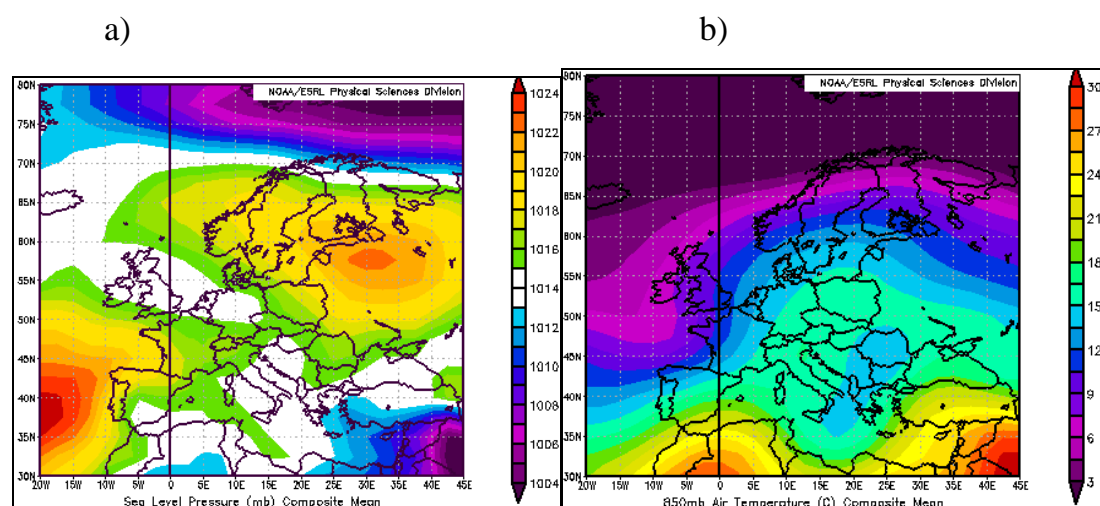 a)
b)
NOAA/ESRL Physical Sciences Division
80N
75N
70N
65N
60N
55N
50N
45N
40N
35N
30N
20W 15W 10W 5W 0 5E 10E 15E 20E 25E 30E 35E 40E 45E
1024
1022
1020
1018
1016
1014
1012
1010
1008
1006
1004
Sea Level Pressure (mb) Composite Mean
NOAA/ESRL Physical Sciences Division
80N
75N
70N
65N
60N
55N
50N
45N
40N
35N
30N
20W 15W 10W 5W 0 5E 10E 15E 20E 25E 30E 35E 40E 45E
30
27
24
21
18
15
12
9
6
3
850mb Air Temperature (C) Composite Mean